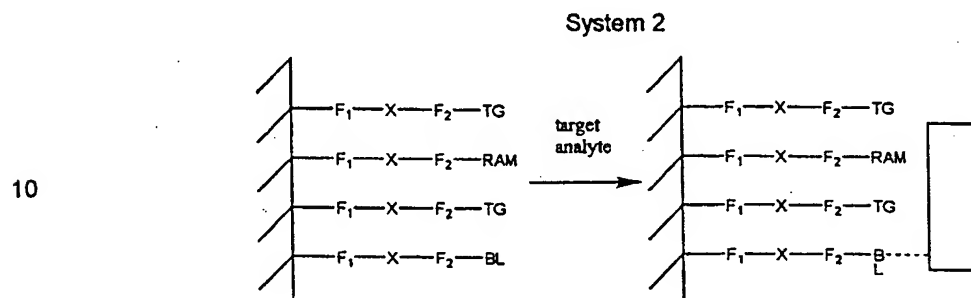 System 2
F₁—X—F₂—TG F₁—X—F₂—TG
target
analyte
F₁—X—F₂—RAM F₁—X—F₂—RAM
10
F₁—X—F₂—TG F₁—X—F₂—TG
F₁—X—F₂—BL F₁—X—F₂—B
L